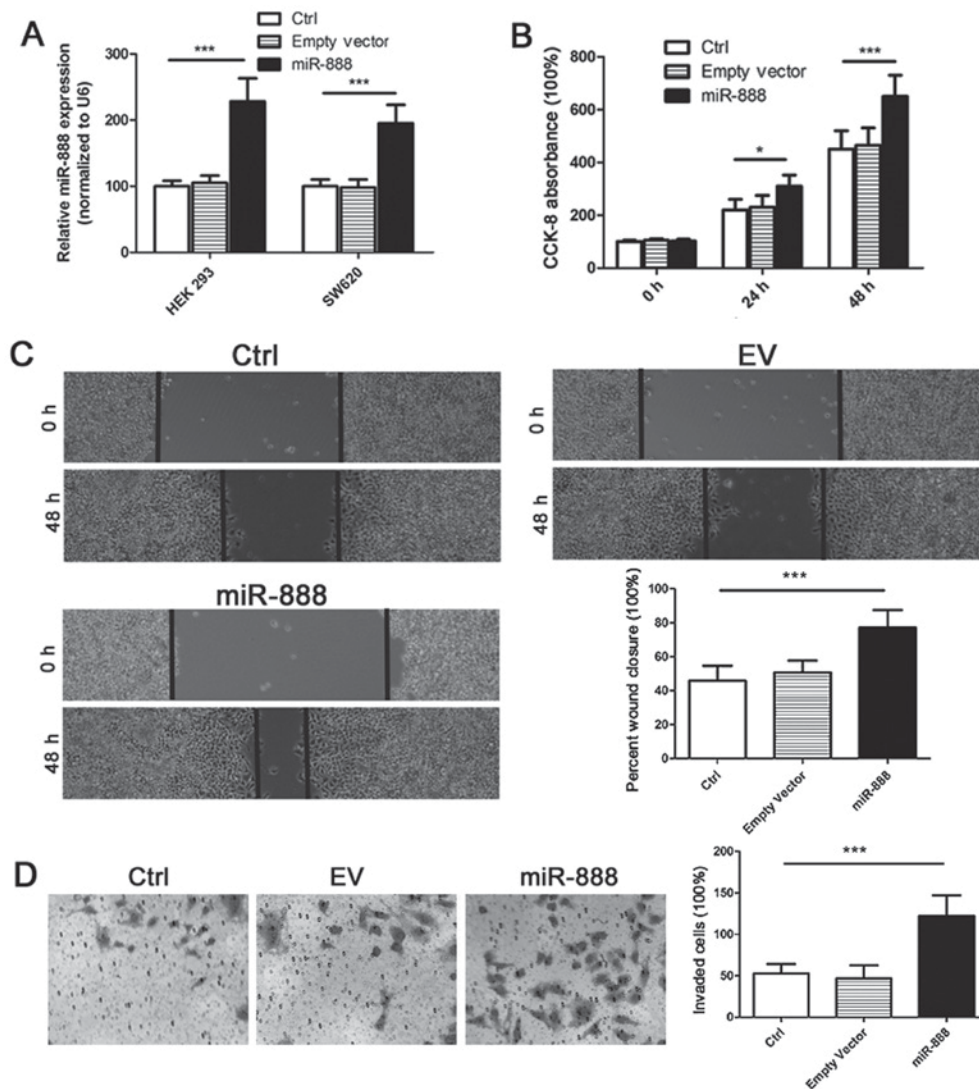 A
Ctrl
Empty vector
miR-888
Relative miR-888 expression
(normalized to U6)
300
200
100
0
***
***
HEK 293
SW620
B
Ctrl
Empty vector
miR-888
CCK-8 absorbance (100%)
800
600
400
200
0
*
***
0 h
24 h
48 h
C
Ctrl
0 h
48 h
EV
0 h
48 h
miR-888
0 h
48 h
Percent wound closure (100%)
100
80
60
40
20
0
***
Ctrl
Empty Vector
miR-888
D
Ctrl
EV
miR-888
Invaded cells (100%)
200
150
100
50
0
***
Ctrl
Empty Vector
miR-888